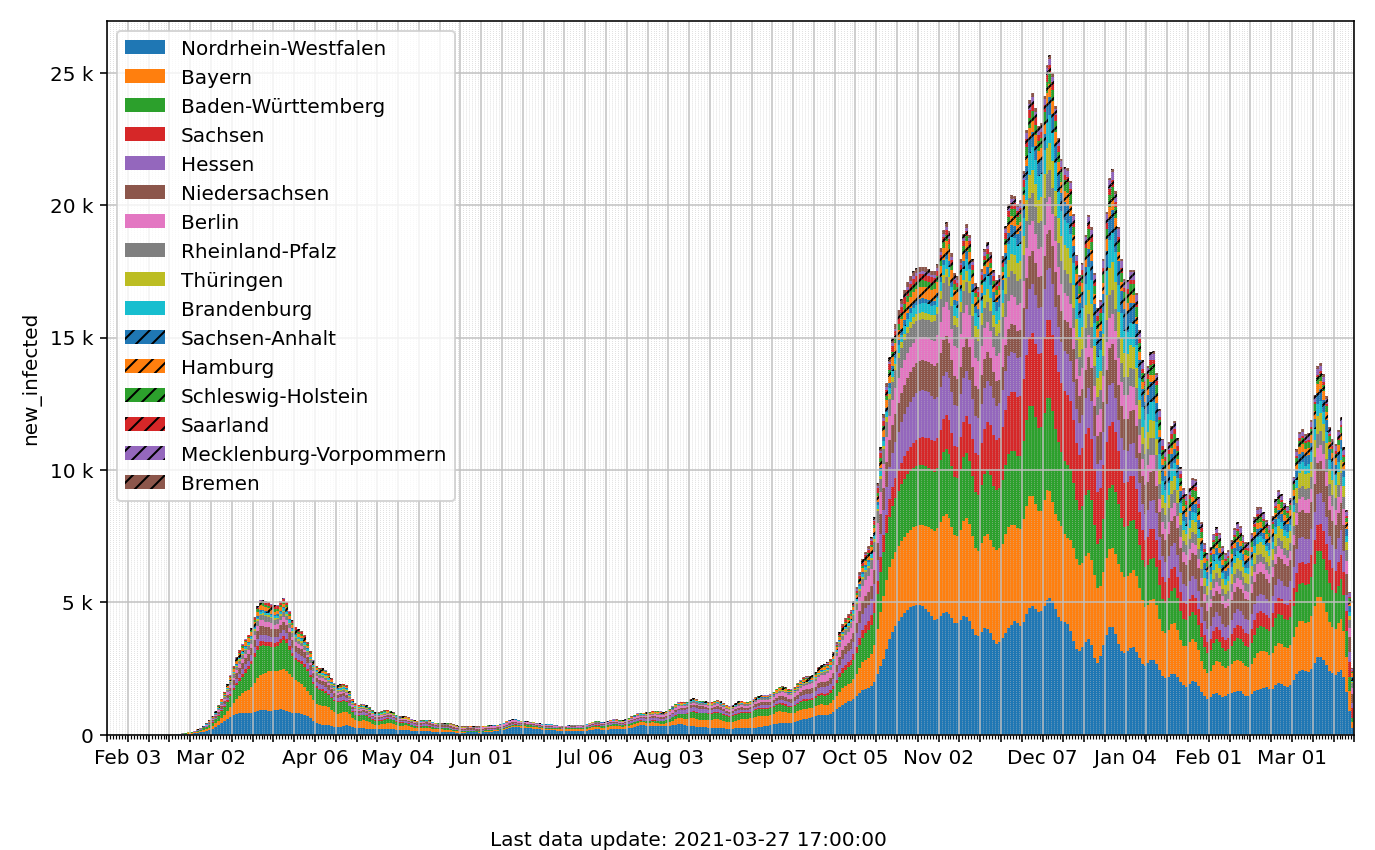 Nordrhein-Westfalen
Bayern
Baden-Württemberg
Sachsen
Hessen
Niedersachsen
Berlin
Rheinland-Pfalz
Thüringen
Brandenburg
Sachsen-Anhalt
Hamburg
Schleswig-Holstein
Saarland
Mecklenburg-Vorpommern
Bremen
25 k
20 k
15 k
10 k
5 k
0
new_infected
Feb 03 Mar 02 Apr 06 May 04 Jun 01 Jul 06 Aug 03 Sep 07 Oct 05 Nov 02 Dec 07 Jan 04 Feb 01 Mar 01
Last data update: 2021-03-27 17:00:00